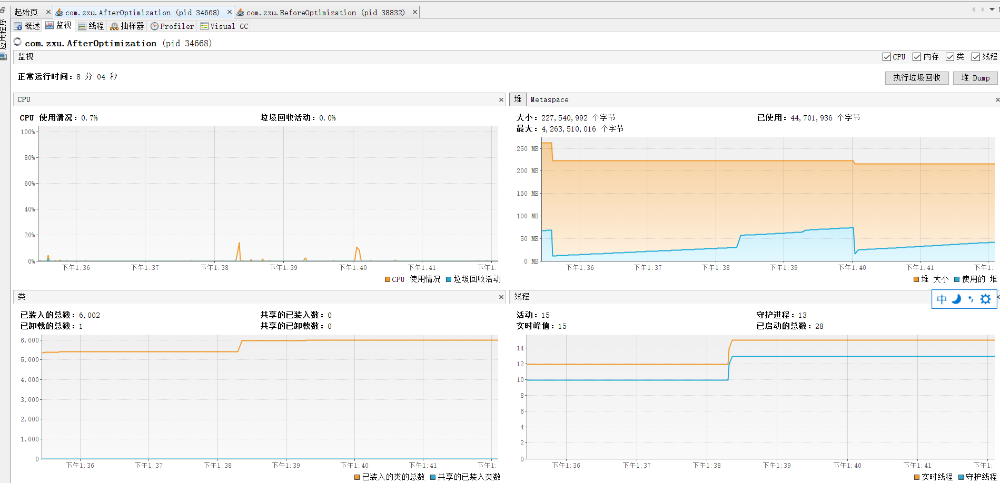 起始页 × com.zxu.AfterOptimization (pid 34668) × com.zxu.BeforeOptimization (pid 38832) ×
应用程序
概述 监视 线程 抽样器 Profiler Visual GC
com.zxu.AfterOptimization (pid 34668)
监视 CPU 内存 类 线程
正常运行时间：8 分 04 秒 执行垃圾回收 堆 Dump
CPU ×
CPU 使用情况：0.7% 垃圾回收活动：0.0%
100%
80%
60%
40%
20%
0%
下午1:36 下午1:37 下午1:38 下午1:39 下午1:40 下午1:41 下午1:
CPU 使用情况 垃圾回收活动
堆 Metaspace ×
大小：227,540,992 个字节 已使用：44,701,936 个字节
最大：4,263,510,016 个字节
250 MB
200 MB
150 MB
100 MB
50 MB
0 MB
下午1:36 下午1:37 下午1:38 下午1:39 下午1:40 下午1:41 下午1:
堆 大小 使用的 堆
类 ×
已装入的总数：6,002 共享的已装入数：0
已卸载的总数：1 共享的已卸载数：0
6,000
5,000
4,000
3,000
2,000
1,000
0
下午1:36 下午1:37 下午1:38 下午1:39 下午1:40 下午1:41 下午1:
已装入的类的总数 共享的已装入类数
线程
中
活动：15 守护进程：13
实时峰值：15 已启动的总数：28
14
12
10
8
6
4
2
0
下午1:36 下午1:37 下午1:38 下午1:39 下午1:40 下午1:41 下午1:
实时线程 守护线程